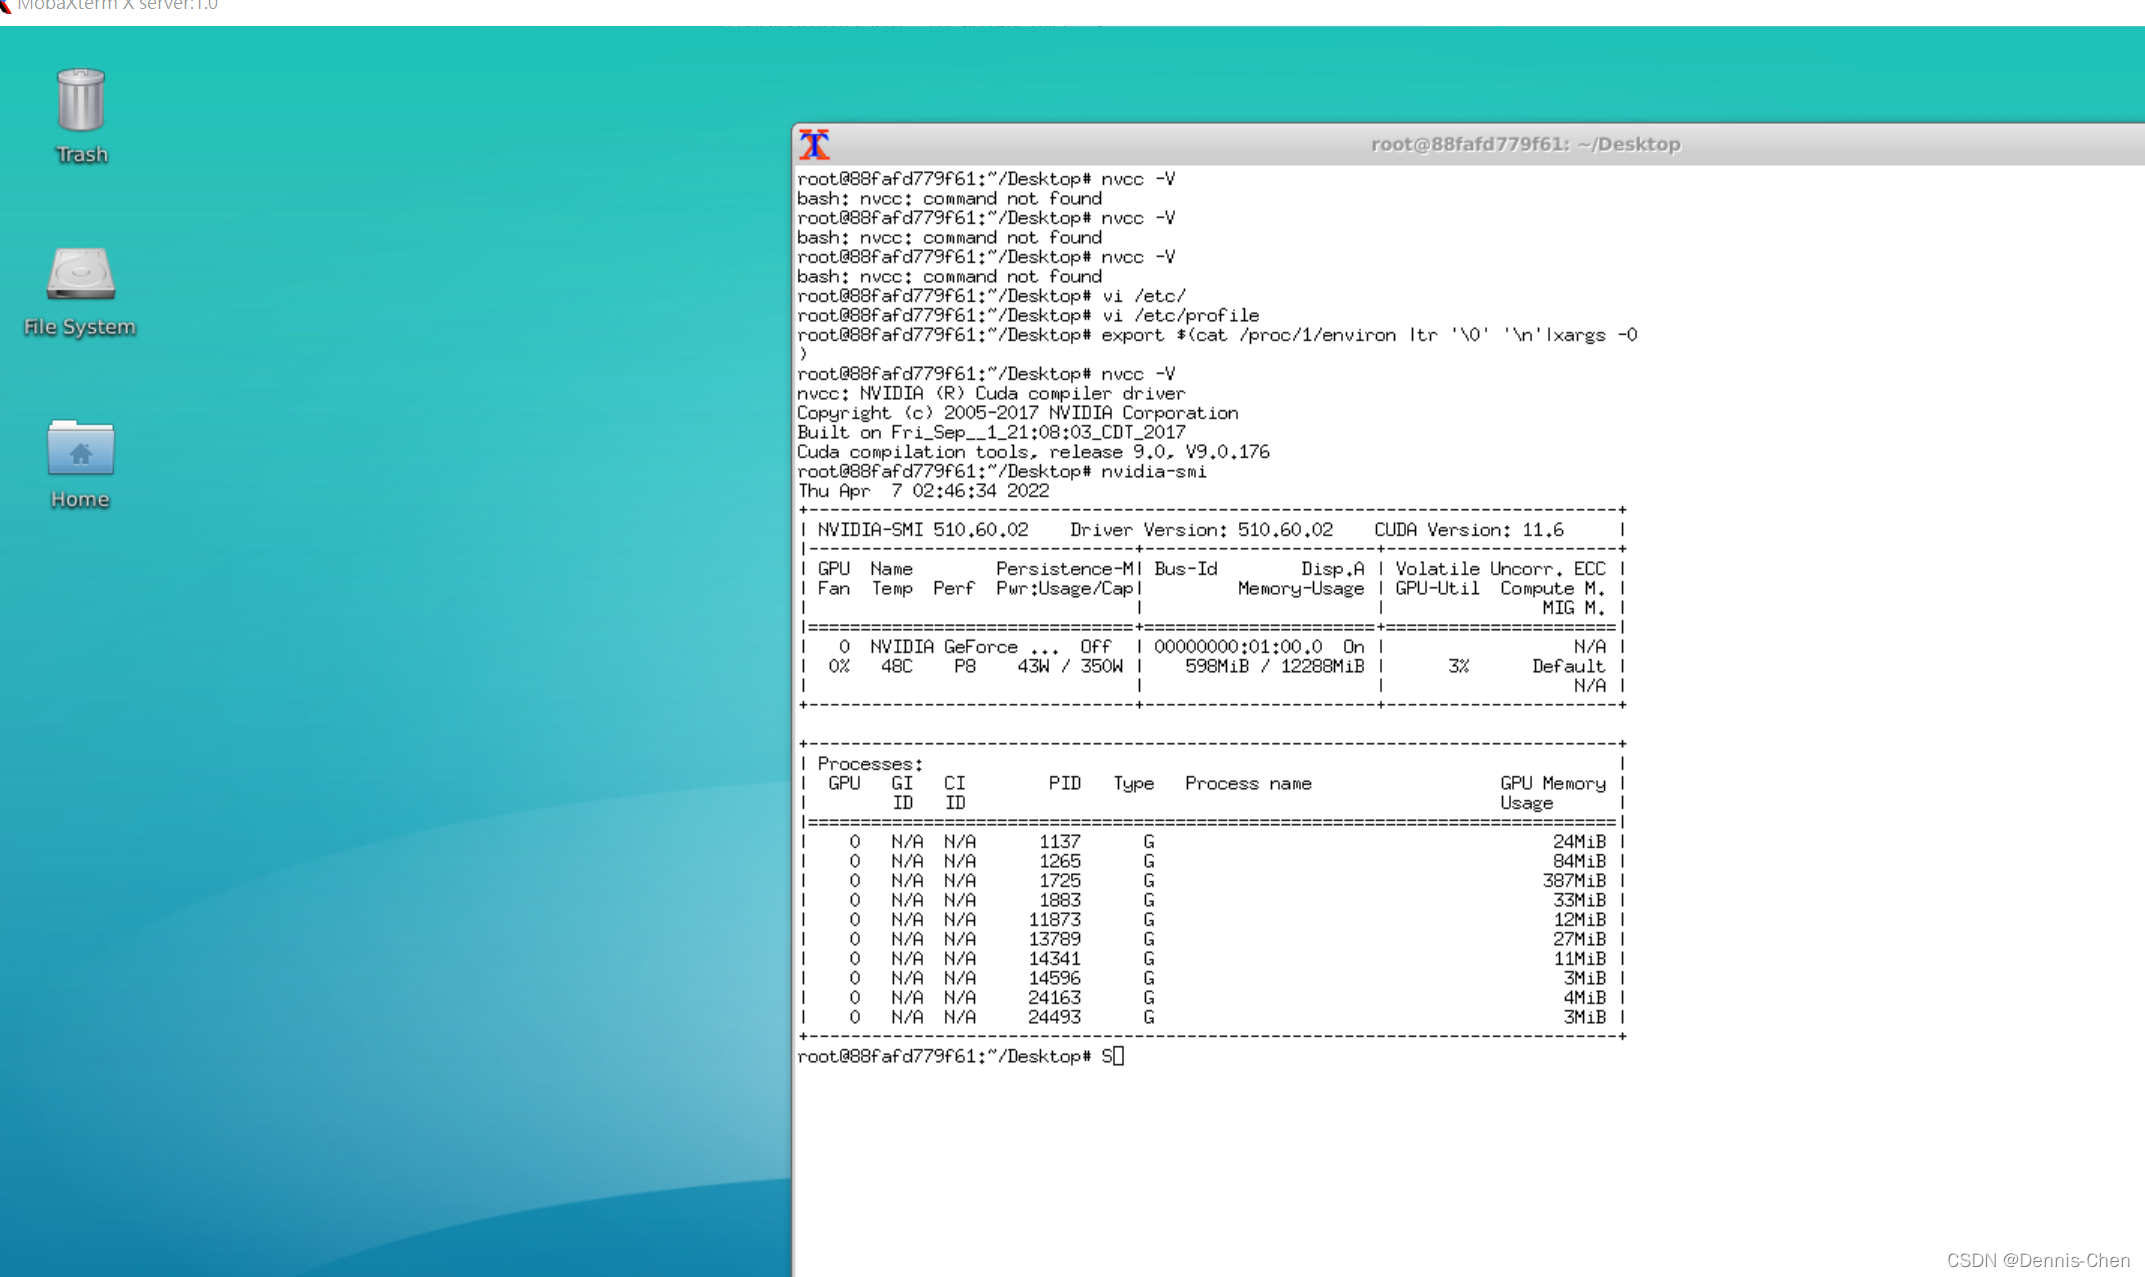 MobaXterm X server:1.0
Trash
File System
Home
root@88fafd779f61: ~/Desktop
root@88fafd779f61:~/Desktop# nvcc -V
bash: nvcc: command not found
root@88fafd779f61:~/Desktop# nvcc -V
bash: nvcc: command not found
root@88fafd779f61:~/Desktop# nvcc -V
bash: nvcc: command not found
root@88fafd779f61:~/Desktop# vi /etc/
root@88fafd779f61:~/Desktop# vi /etc/profile
root@88fafd779f61:~/Desktop# export $(cat /proc/1/environ |tr '\0' '\n'|xargs -0
)
root@88fafd779f61:~/Desktop# nvcc -V
nvcc: NVIDIA (R) Cuda compiler driver
Copyright (c) 2005-2017 NVIDIA Corporation
Built on Fri_Sep__1_21:08:03_CDT_2017
Cuda compilation tools, release 9.0, V9.0.176
root@88fafd779f61:~/Desktop# nvidia-smi
Thu Apr  7 02:46:34 2022
+-----------------------------------------------------------------------------+
| NVIDIA-SMI 510.60.02    Driver Version: 510.60.02    CUDA Version: 11.6     |
|-------------------------------+----------------------+----------------------+
| GPU  Name        Persistence-M| Bus-Id        Disp.A | Volatile Uncorr. ECC |
| Fan  Temp  Perf  Pwr:Usage/Cap|         Memory-Usage | GPU-Util  Compute M. |
|                               |                      |               MIG M. |
|===============================+======================+======================|
|   0  NVIDIA GeForce ...  Off  | 00000000:01:00.0  On |                  N/A |
|  0%   48C    P8    43W / 350W |    598MiB / 12288MiB |      3%      Default |
|                               |                      |                  N/A |
+-------------------------------+----------------------+----------------------+
+-----------------------------------------------------------------------------+
| Processes:                                                                  |
|  GPU   GI   CI        PID   Type   Process name                  GPU Memory |
|        ID   ID                                                   Usage      |
|=============================================================================|
|    0   N/A  N/A      1137      G                                      24MiB |
|    0   N/A  N/A      1265      G                                      84MiB |
|    0   N/A  N/A      1725      G                                     387MiB |
|    0   N/A  N/A      1883      G                                      33MiB |
|    0   N/A  N/A     11873      G                                      12MiB |
|    0   N/A  N/A     13789      G                                      27MiB |
|    0   N/A  N/A     14341      G                                      11MiB |
|    0   N/A  N/A     14596      G                                       3MiB |
|    0   N/A  N/A     24163      G                                       4MiB |
|    0   N/A  N/A     24493      G                                       3MiB |
+-----------------------------------------------------------------------------+
root@88fafd779f61:~/Desktop# S
CSDN @Dennis-Chen